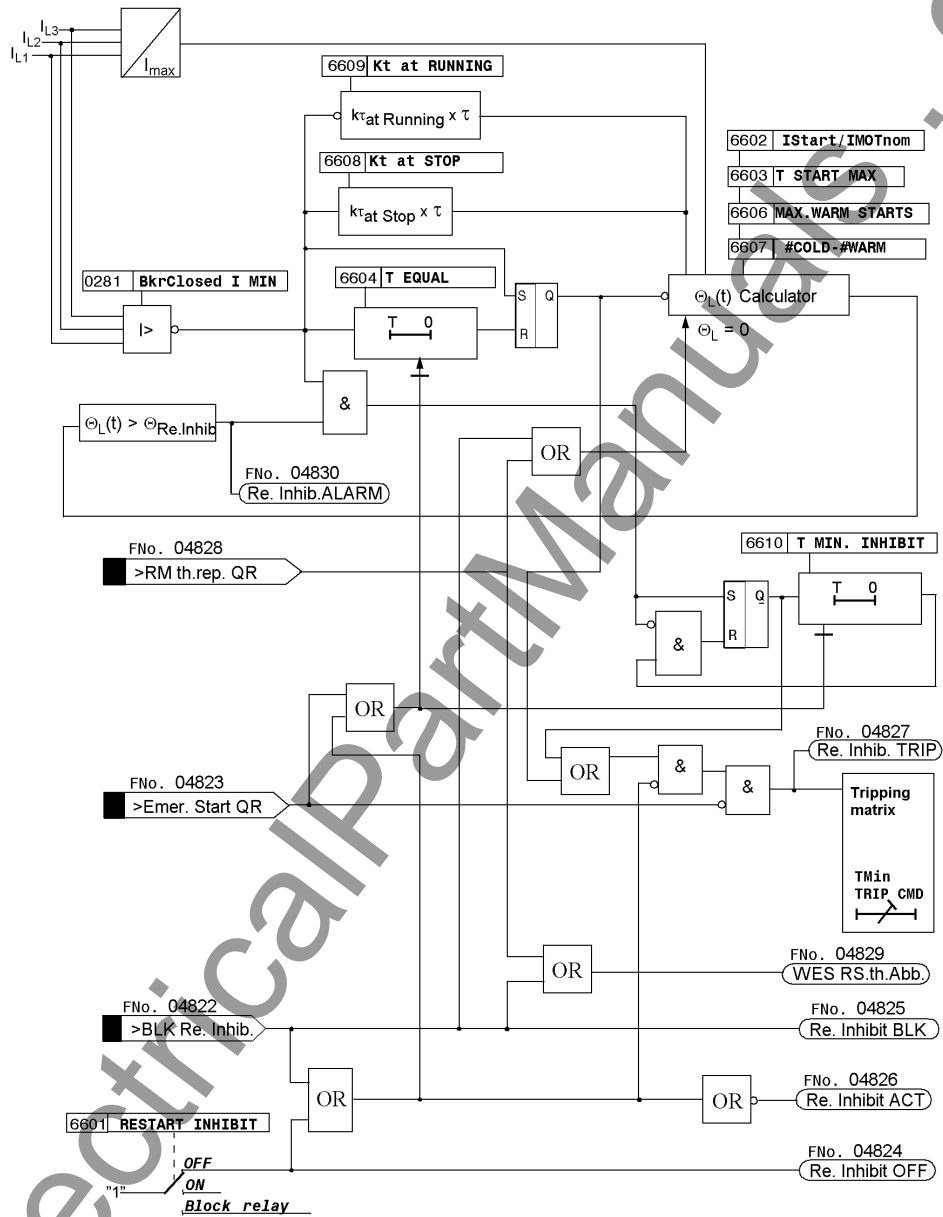 IL3
IL2
IL1
Imax
6609 Kt at RUNNING
kτat Running x τ
6608 Kt at STOP
kτat Stop x τ
6602 IStart/IMOTnom
6603 T START MAX
6606 MAX.WARM STARTS
6607 #COLD-#WARM
0281 BkrClosed I MIN
I>
6604 T EQUAL
T 0
S Q
R
ΘL(t) Calculator
ΘL = 0
&
ΘL(t) > ΘRe.Inhib
OR
FNo. 04830
Re. Inhib.ALARM
FNo. 04828
>RM th.rep. QR
6610 T MIN. INHIBIT
T 0
S Q
R
&
OR
FNo. 04827
Re. Inhib. TRIP
OR
&
&
FNo. 04823
>Emer. Start QR
Tripping
matrix
TMin
TRIP CMD
OR
FNo. 04829
WES RS.th.Abb.
FNo. 04822
>BLK Re. Inhib.
FNo. 04825
Re. Inhibit BLK
OR
OR
FNo. 04826
Re. Inhibit ACT
6601 RESTART INHIBIT
FNo. 04824
Re. Inhibit OFF
"1"
OFF
ON
Block relay
ectricalPartManuals .